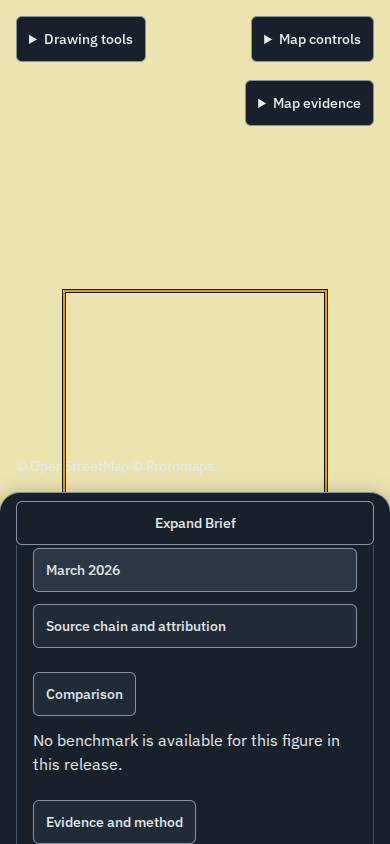 ▶ Drawing tools
▶ Map controls
▶ Map evidence
© OpenStreetMap © Protomaps
Expand Brief
March 2026
Source chain and attribution
Comparison
No benchmark is available for this figure in
this release.
Evidence and method